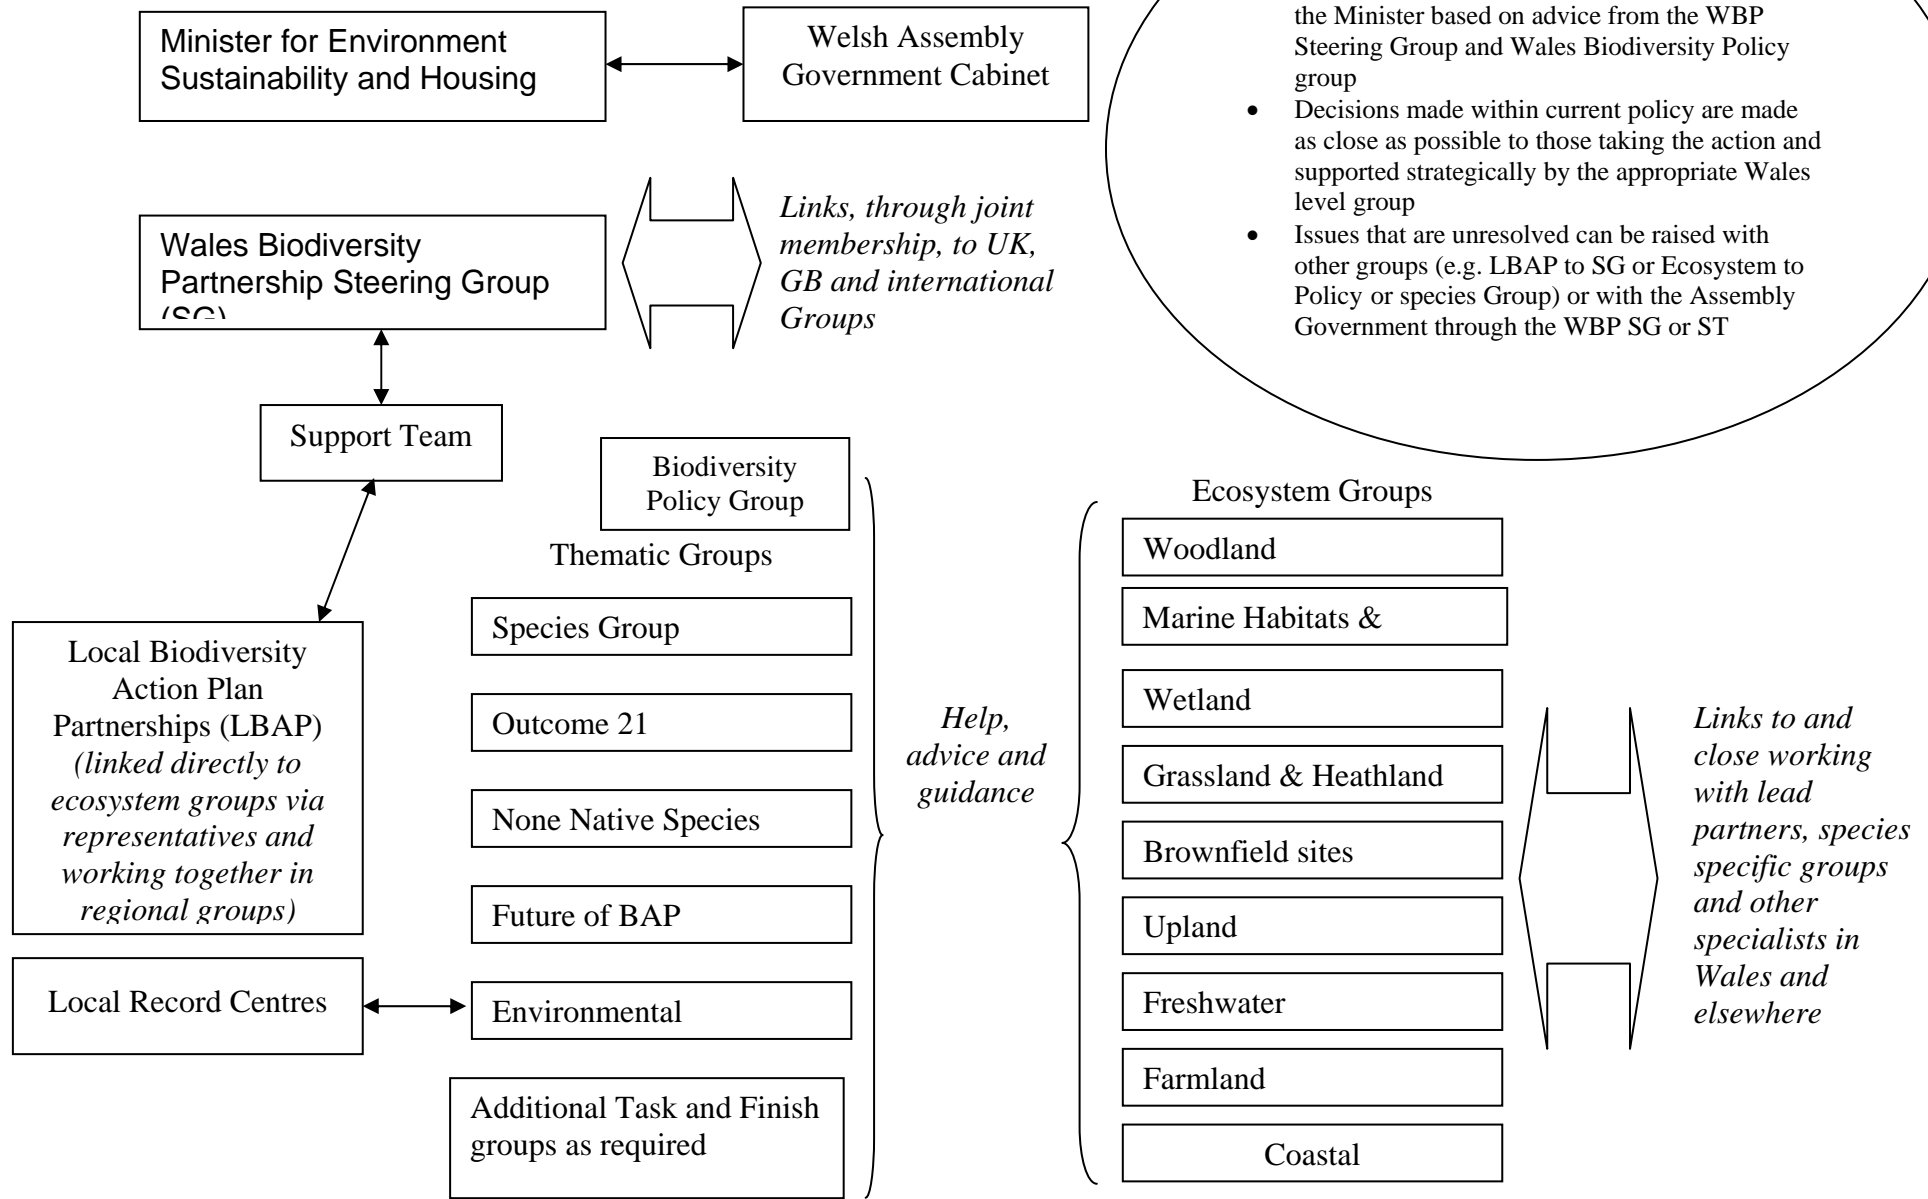 Minister for Environment
Sustainability and Housing
Welsh Assembly
Government Cabinet
the Minister based on advice from the WBP
Steering Group and Wales Biodiversity Policy
group
• Decisions made within current policy are made
as close as possible to those taking the action and
supported strategically by the appropriate Wales
level group
• Issues that are unresolved can be raised with
other groups (e.g. LBAP to SG or Ecosystem to
Policy or species Group) or with the Assembly
Government through the WBP SG or ST
Wales Biodiversity
Partnership Steering Group
(SG)
Links, through joint
membership, to UK,
GB and international
Groups
Support Team
Biodiversity
Policy Group
Thematic Groups
Species Group
Outcome 21
None Native Species
Future of BAP
Environmental
Additional Task and Finish
groups as required
Local Biodiversity
Action Plan
Partnerships (LBAP)
(linked directly to
ecosystem groups via
representatives and
working together in
regional groups)
Local Record Centres
Help,
advice and
guidance
Ecosystem Groups
Woodland
Marine Habitats &
Wetland
Grassland & Heathland
Brownfield sites
Upland
Freshwater
Farmland
Coastal
Links to and
close working
with lead
partners, species
specific groups
and other
specialists in
Wales and
elsewhere